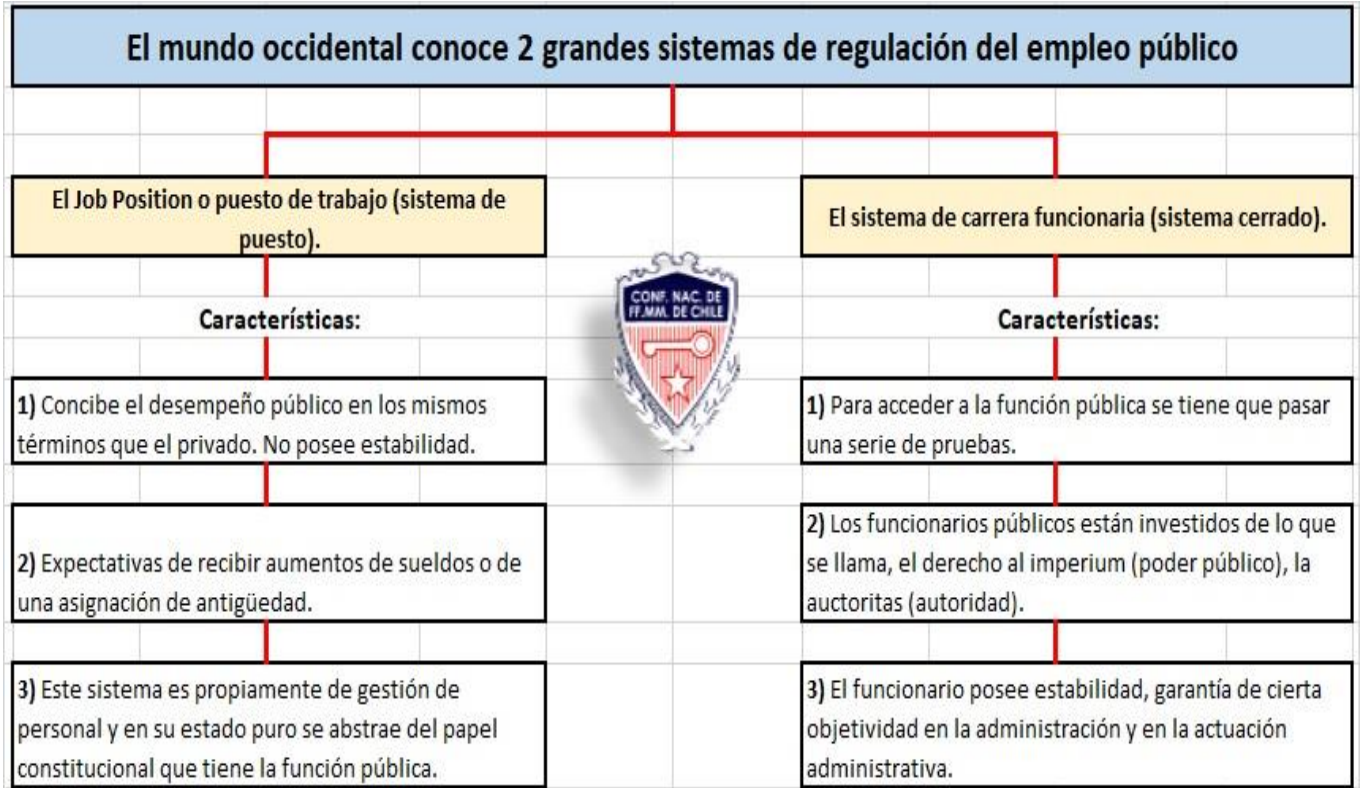 El mundo occidental conoce 2 grandes sistemas de regulación del empleo público
El Job Position o puesto de trabajo (sistema de
puesto).
Características:
1) Concibe el desempeño público en los mismos
términos que el privado. No posee estabilidad.
2) Expectativas de recibir aumentos de sueldos o de
una asignación de antigüedad.
3) Este sistema es propiamente de gestión de
personal y en su estado puro se abstrae del papel
constitucional que tiene la función pública.
CONF. NAC. DE
FF.MM. DE CHILE
El sistema de carrera funcionaria (sistema cerrado).
Características:
1) Para acceder a la función pública se tiene que pasar
una serie de pruebas.
2) Los funcionarios públicos están investidos de lo que
se llama, el derecho al imperium (poder público), la
auctoritas (autoridad).
3) El funcionario posee estabilidad, garantía de cierta
objetividad en la administración y en la actuación
administrativa.